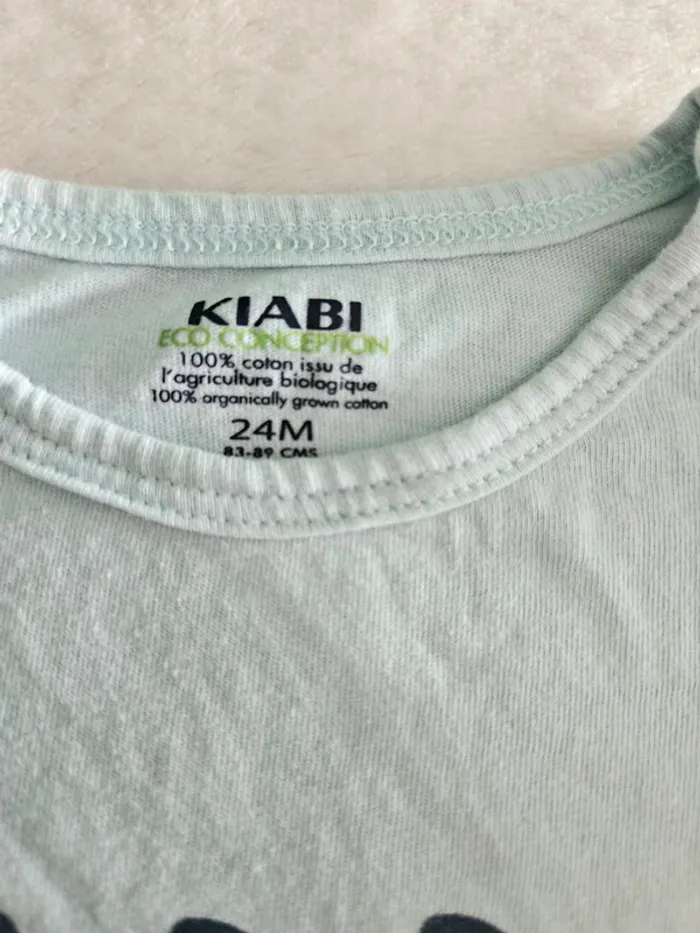 KIABI
ECO CONCEPTION
100% coton issu de
l'agriculture biologique
100% organically grown cotton
24M
83-89 CMS